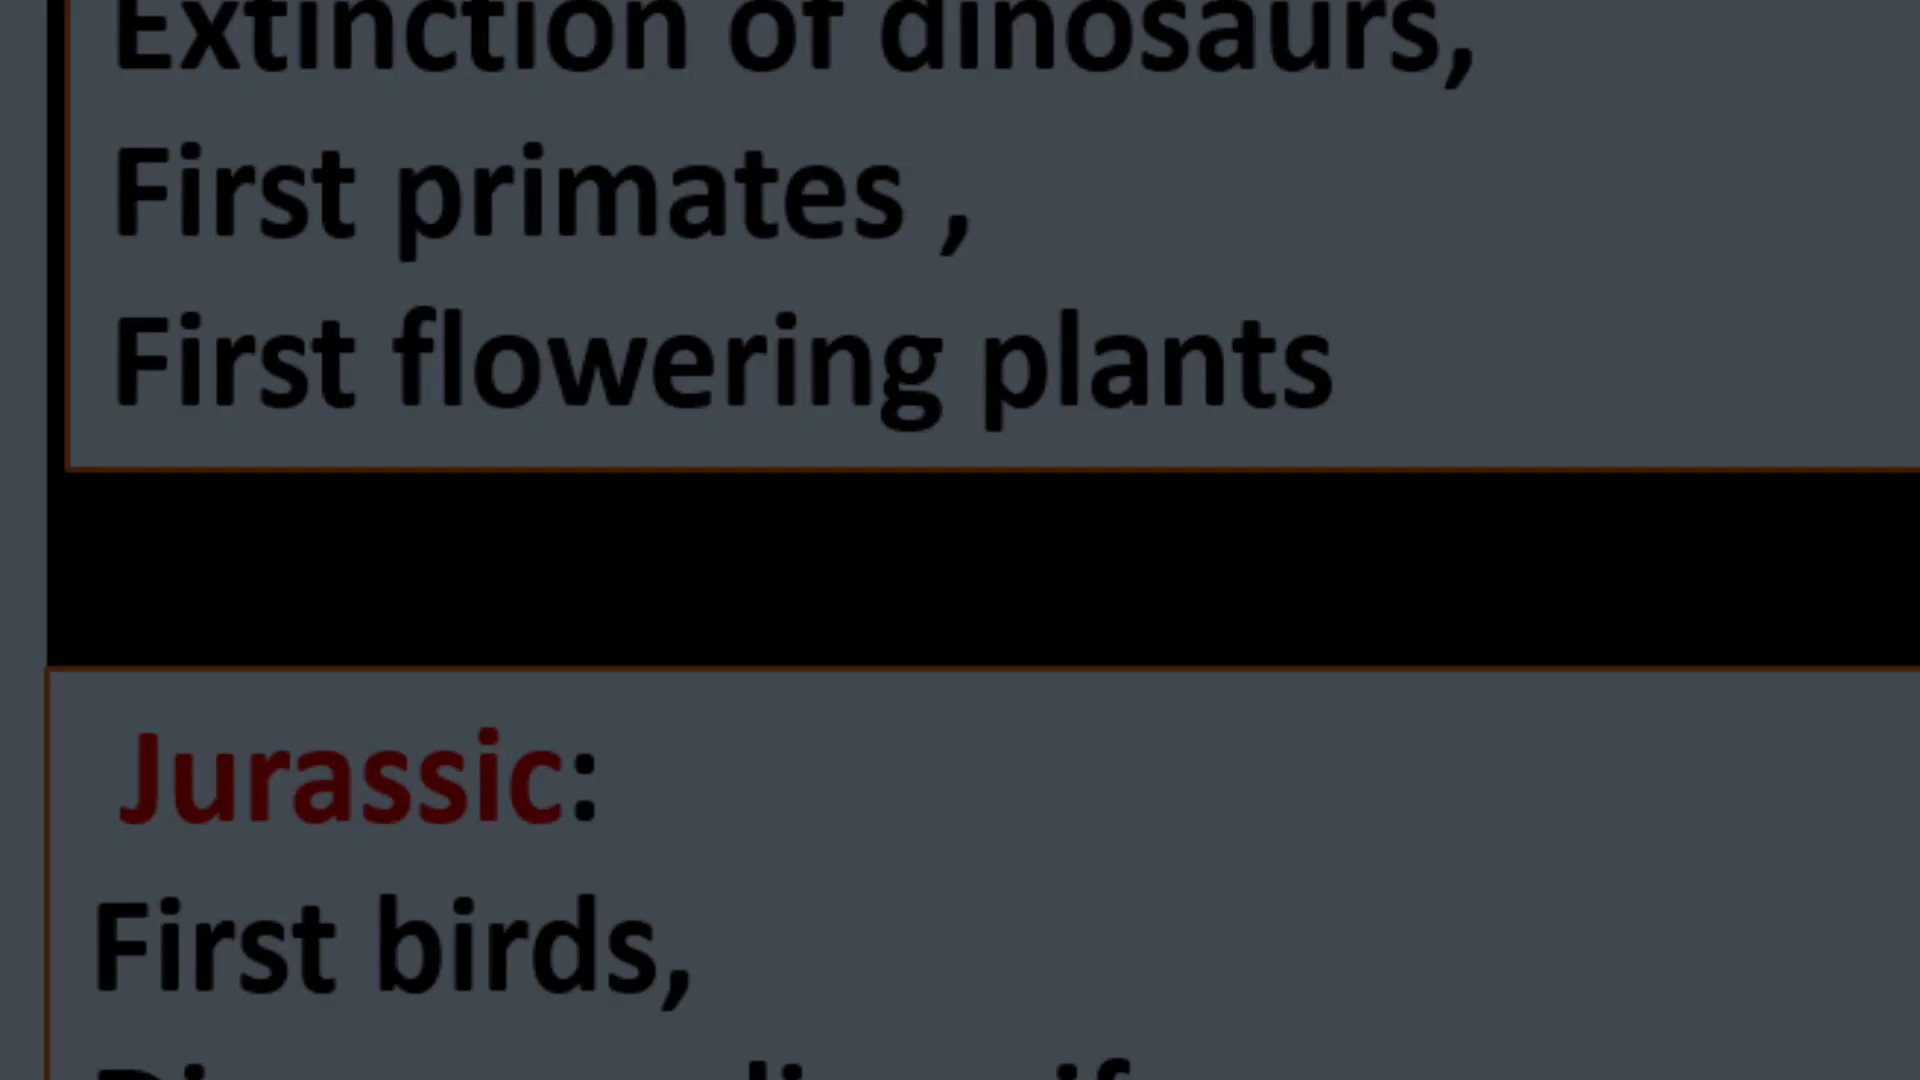 Extinction of dinosaurs,
First primates ,
First flowering plants
Jurassic:
First birds,